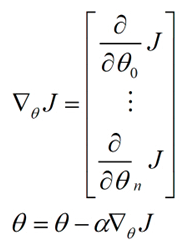 ∇_θ J = [ ∂/∂θ_0 J
⋮
∂/∂θ_n J ]
θ = θ − α∇_θ J